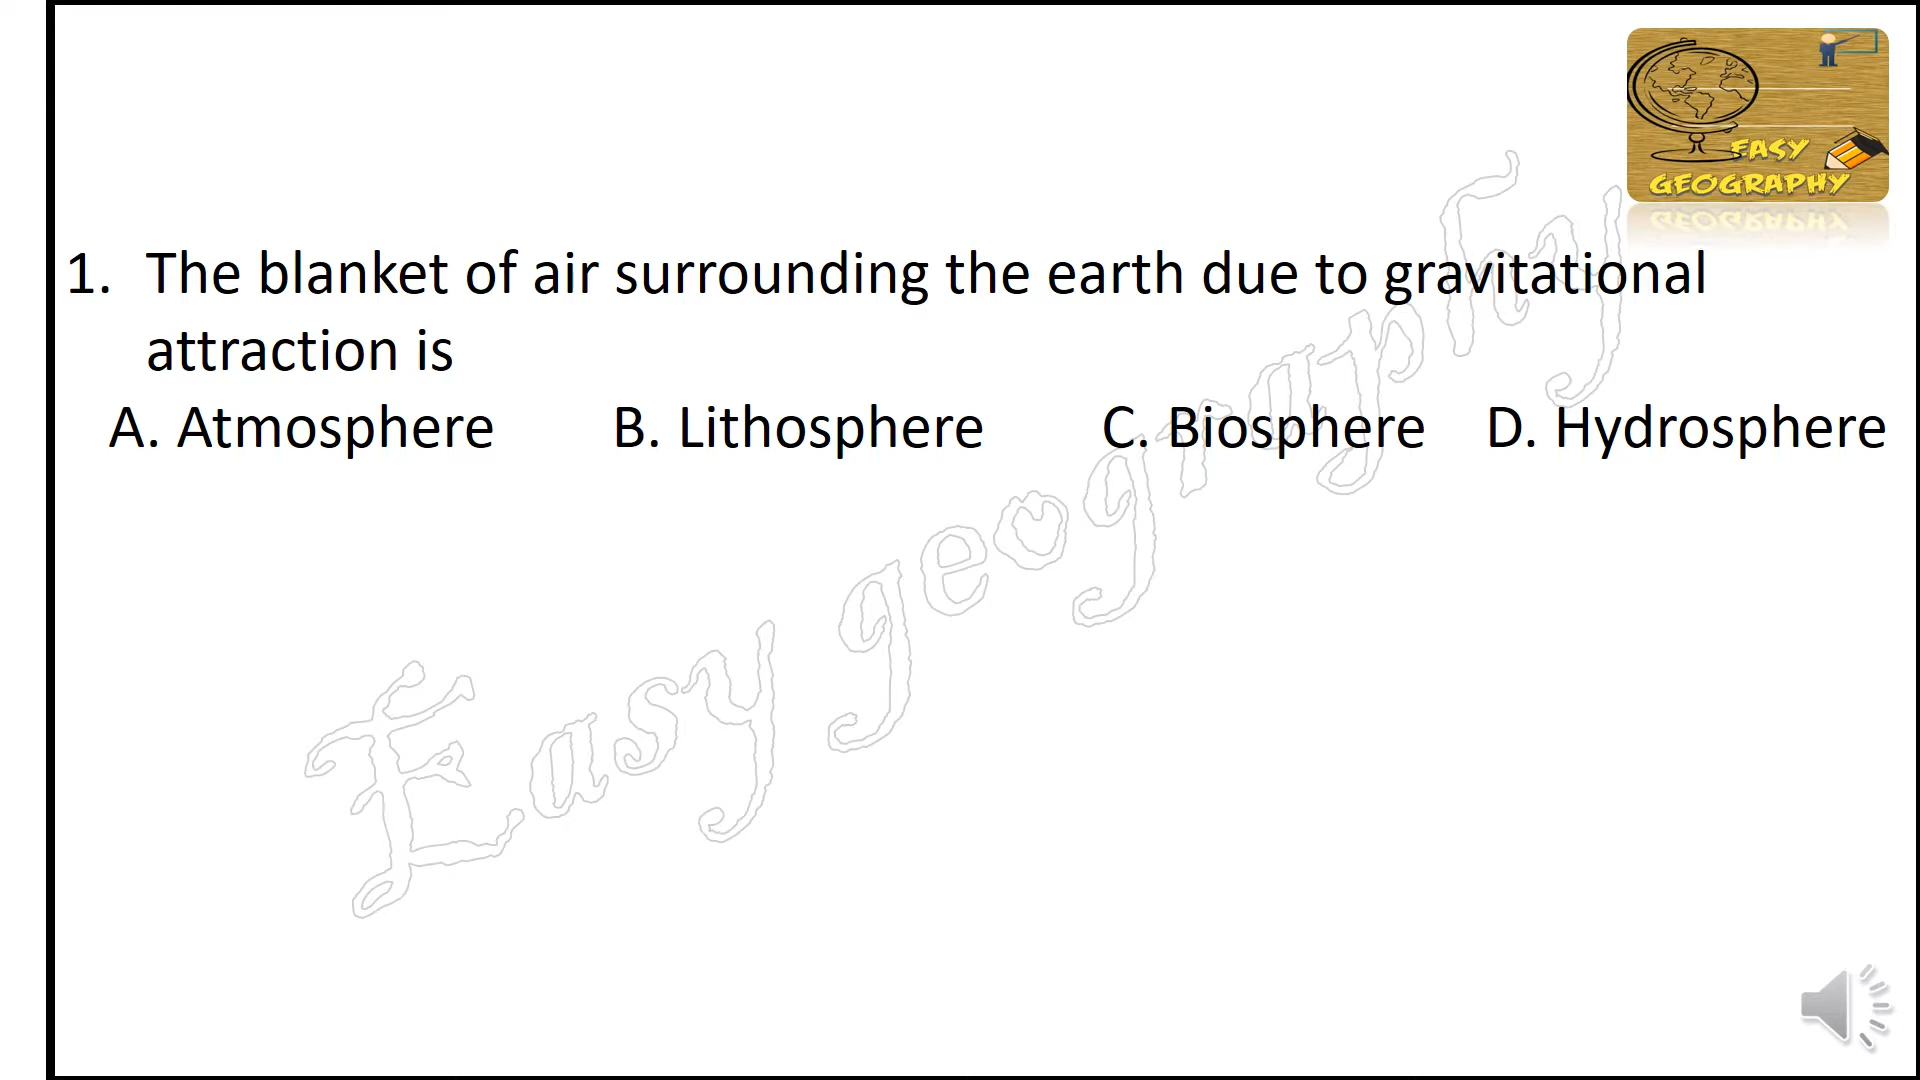 EASY
GEOGRAPHY
1. The blanket of air surrounding the earth due to gravitational
attraction is
A. Atmosphere B. Lithosphere C. Biosphere D. Hydrosphere
Easy geography